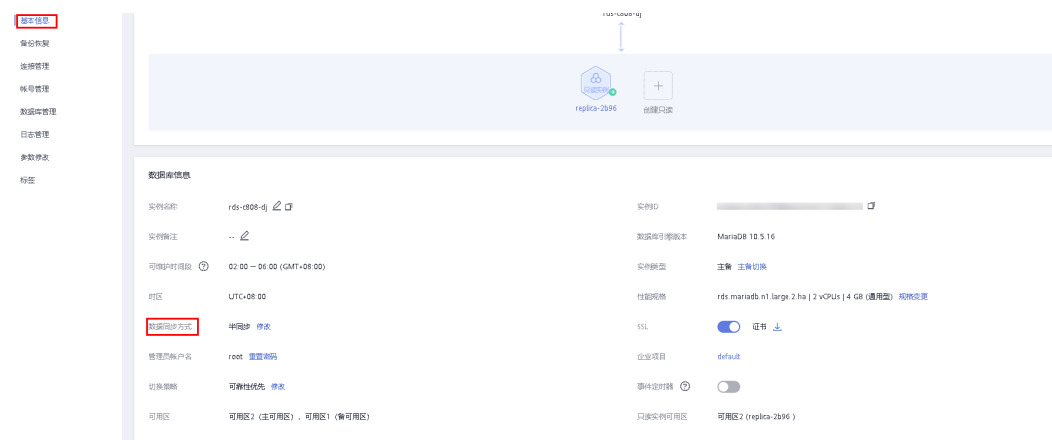 基本信息
备份恢复
连接管理
帐号管理
数据库管理
日志管理
参数修改
标签
rds-c808-dj
只读实例
replica-2b96
创建只读
数据库信息
实例名称 rds-c808-dj 实例ID
实例备注 -- 数据库引擎版本 MariaDB 10.5.16
可维护时间段 02:00 — 06:00 (GMT+08:00) 实例类型 主备 主备切换
时区 UTC+08:00 性能规格 rds.mariadb.n1.large.2.ha | 2 vCPUs | 4 GB (通用型) 规格变更
数据同步方式 半同步 修改 SSL 证书
管理员帐户名 root 重置密码 企业项目 default
切换策略 可靠性优先 修改 事件定时器
可用区 可用区2（主可用区），可用区1（备可用区） 只读实例可用区 可用区2 (replica-2b96 )